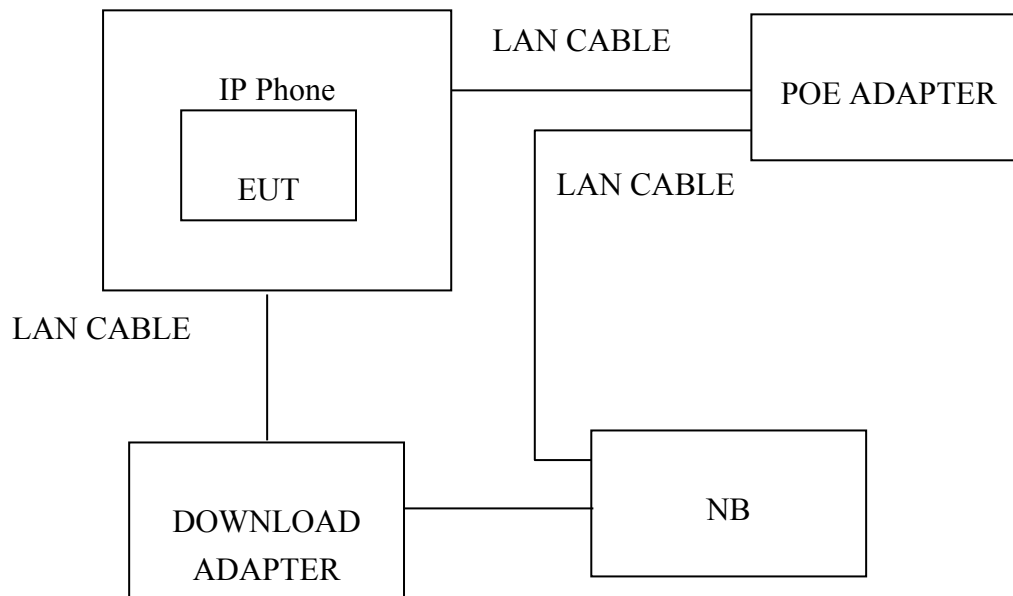 LAN CABLE
IP Phone
POE ADAPTER
EUT
LAN CABLE
LAN CABLE
NB
DOWNLOAD
ADAPTER